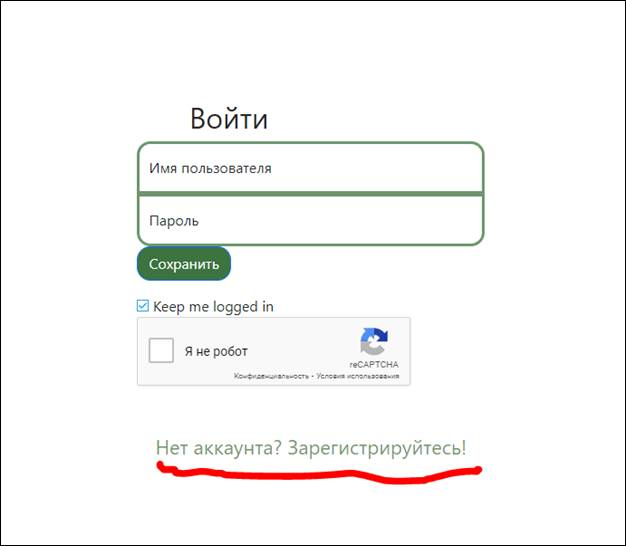 Войти
Имя пользователя
Пароль
Сохранить
Keep me logged in
Я не робот
reCAPTCHA
Конфиденциальность - Условия использования
Нет аккаунта? Зарегистрируйтесь!